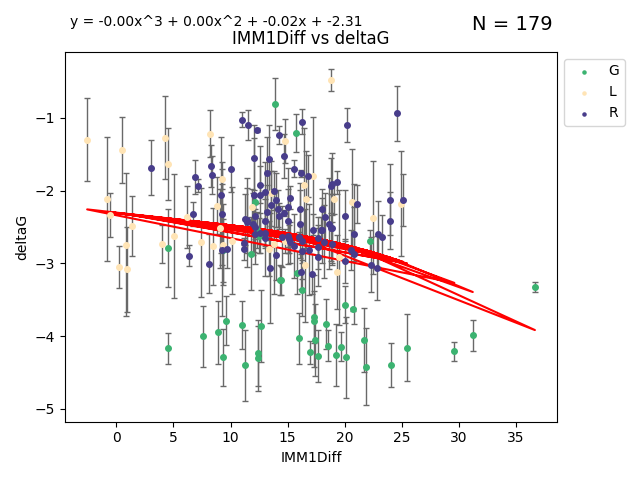 y = -0.00x^3 + 0.00x^2 + -0.02x + -2.31
N = 179
IMM1Diff vs deltaG
G
L
R
−1
−2
−3
−4
−5
deltaG
0 5 10 15 20 25 30 35
IMM1Diff